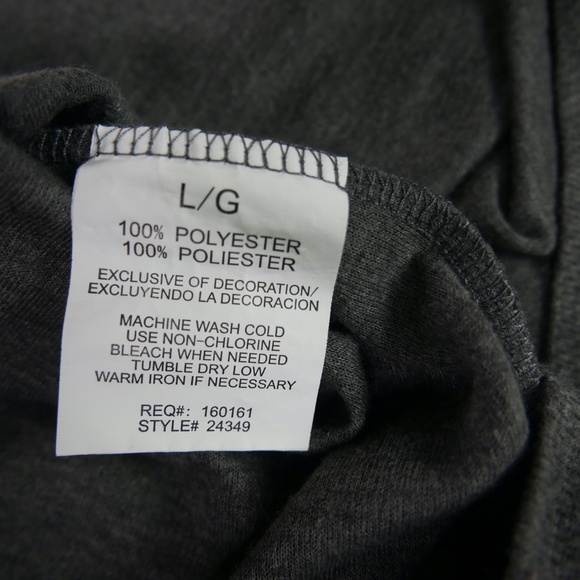 L/G
100% POLYESTER
100% POLIESTER
EXCLUSIVE OF DECORATION/
EXCLUYENDO LA DECORACION
MACHINE WASH COLD
USE NON-CHLORINE
BLEACH WHEN NEEDED
TUMBLE DRY LOW
WARM IRON IF NECESSARY
REQ#: 160161
STYLE# 24349